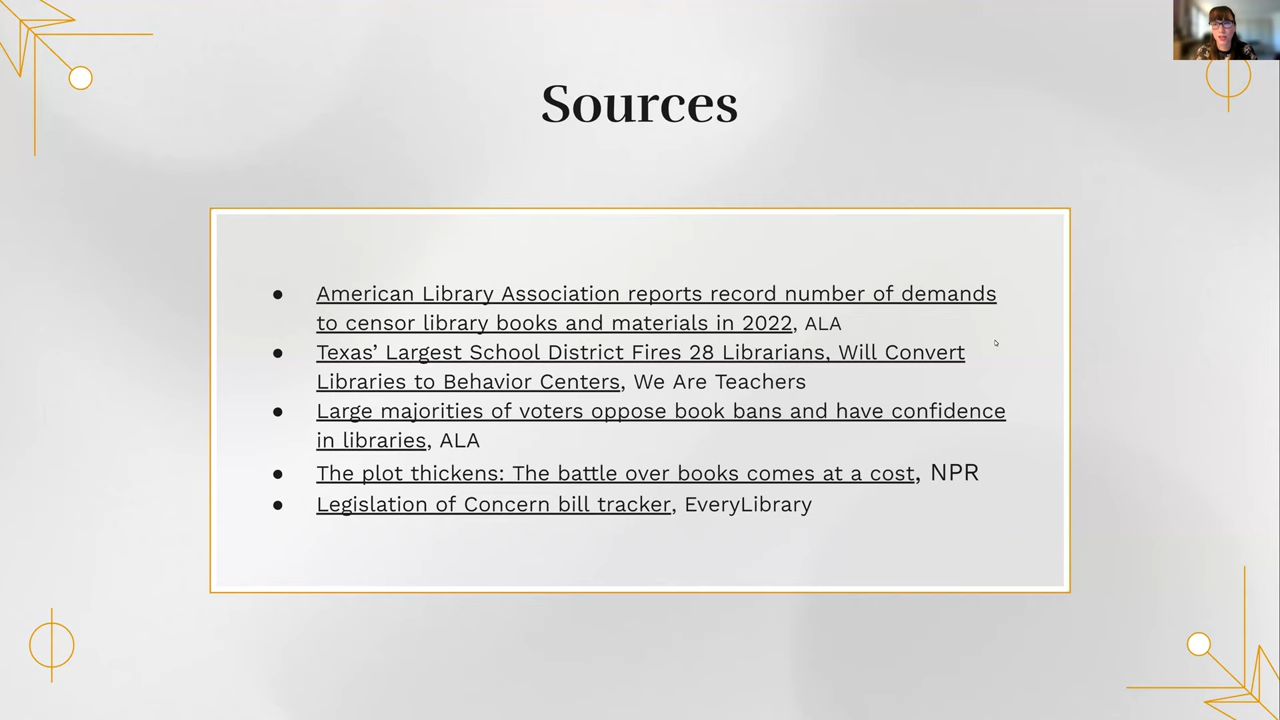 Sources
● American Library Association reports record number of demands
to censor library books and materials in 2022, ALA
● Texas’ Largest School District Fires 28 Librarians, Will Convert
Libraries to Behavior Centers, We Are Teachers
● Large majorities of voters oppose book bans and have confidence
in libraries, ALA
● The plot thickens: The battle over books comes at a cost, NPR
● Legislation of Concern bill tracker, EveryLibrary